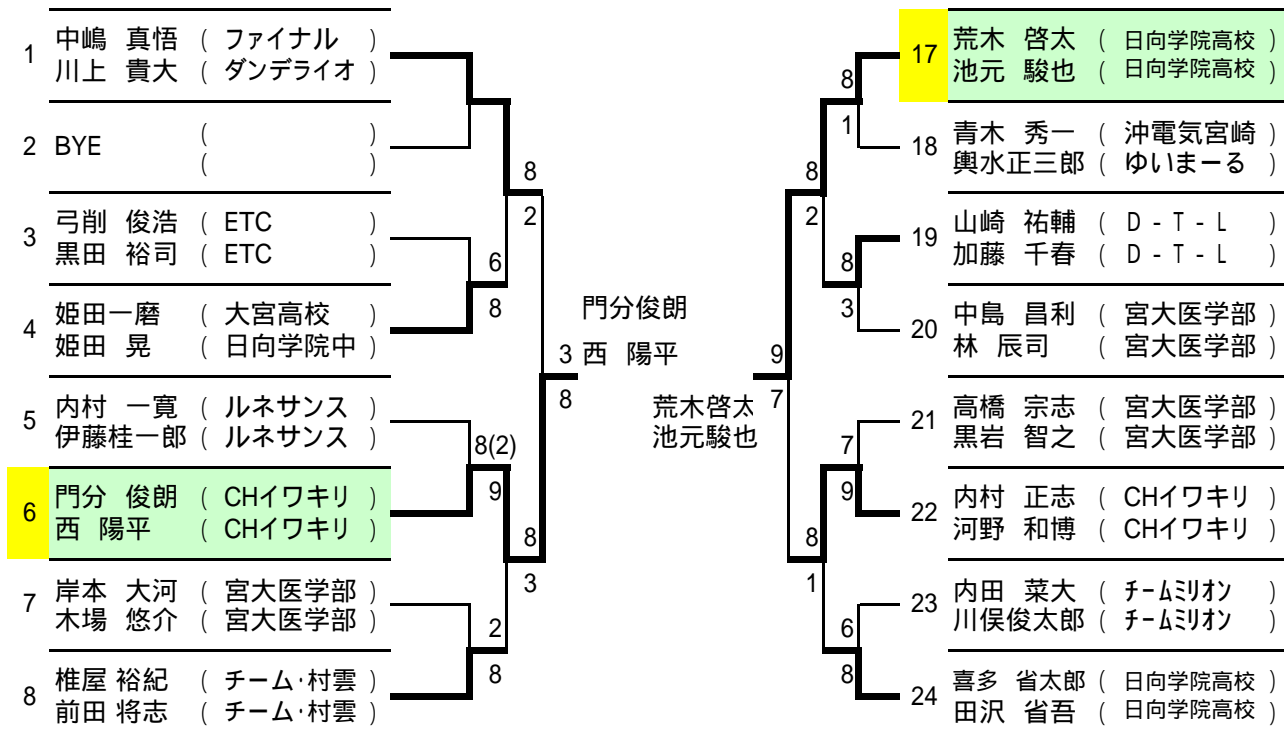 1 中嶋 真悟 ( ファイナル )
川上 貴大 ( ダンデライオ )
2 BYE ( )
( )
3 弓削 俊浩 ( ETC )
黒田 裕司 ( ETC )
4 姫田一磨 ( 大宮高校 )
姫田 晃 ( 日向学院中 )
5 内村 一寛 ( ルネサンス )
伊藤桂一郎 ( ルネサンス )
6 門分 俊朗 ( CHイワキリ )
西 陽平 ( CHイワキリ )
7 岸本 大河 ( 宮大医学部 )
木場 悠介 ( 宮大医学部 )
8 椎屋 裕紀 ( チーム・村雲 )
前田 将志 ( チーム・村雲 )
8
2
6
8
3
8
8(2)
9
8
3
2
8
門分俊朗
西 陽平
荒木啓太
池元駿也
9
7
8
2
8
1
8
1
8
3
7
9
6
8
17 荒木 啓太 ( 日向学院高校 )
池元 駿也 ( 日向学院高校 )
18 青木 秀一 ( 沖電気宮崎 )
輿水正三郎 ( ゆいまーる )
19 山崎 祐輔 ( D - T - L )
加藤 千春 ( D - T - L )
20 中島 昌利 ( 宮大医学部 )
林 辰司 ( 宮大医学部 )
21 高橋 宗志 ( 宮大医学部 )
黒岩 智之 ( 宮大医学部 )
22 内村 正志 ( CHイワキリ )
河野 和博 ( CHイワキリ )
23 内田 菜大 ( チームミリオン )
川俣俊太郎 ( チームミリオン )
24 喜多 省太郎 ( 日向学院高校 )
田沢 省吾 ( 日向学院高校 )